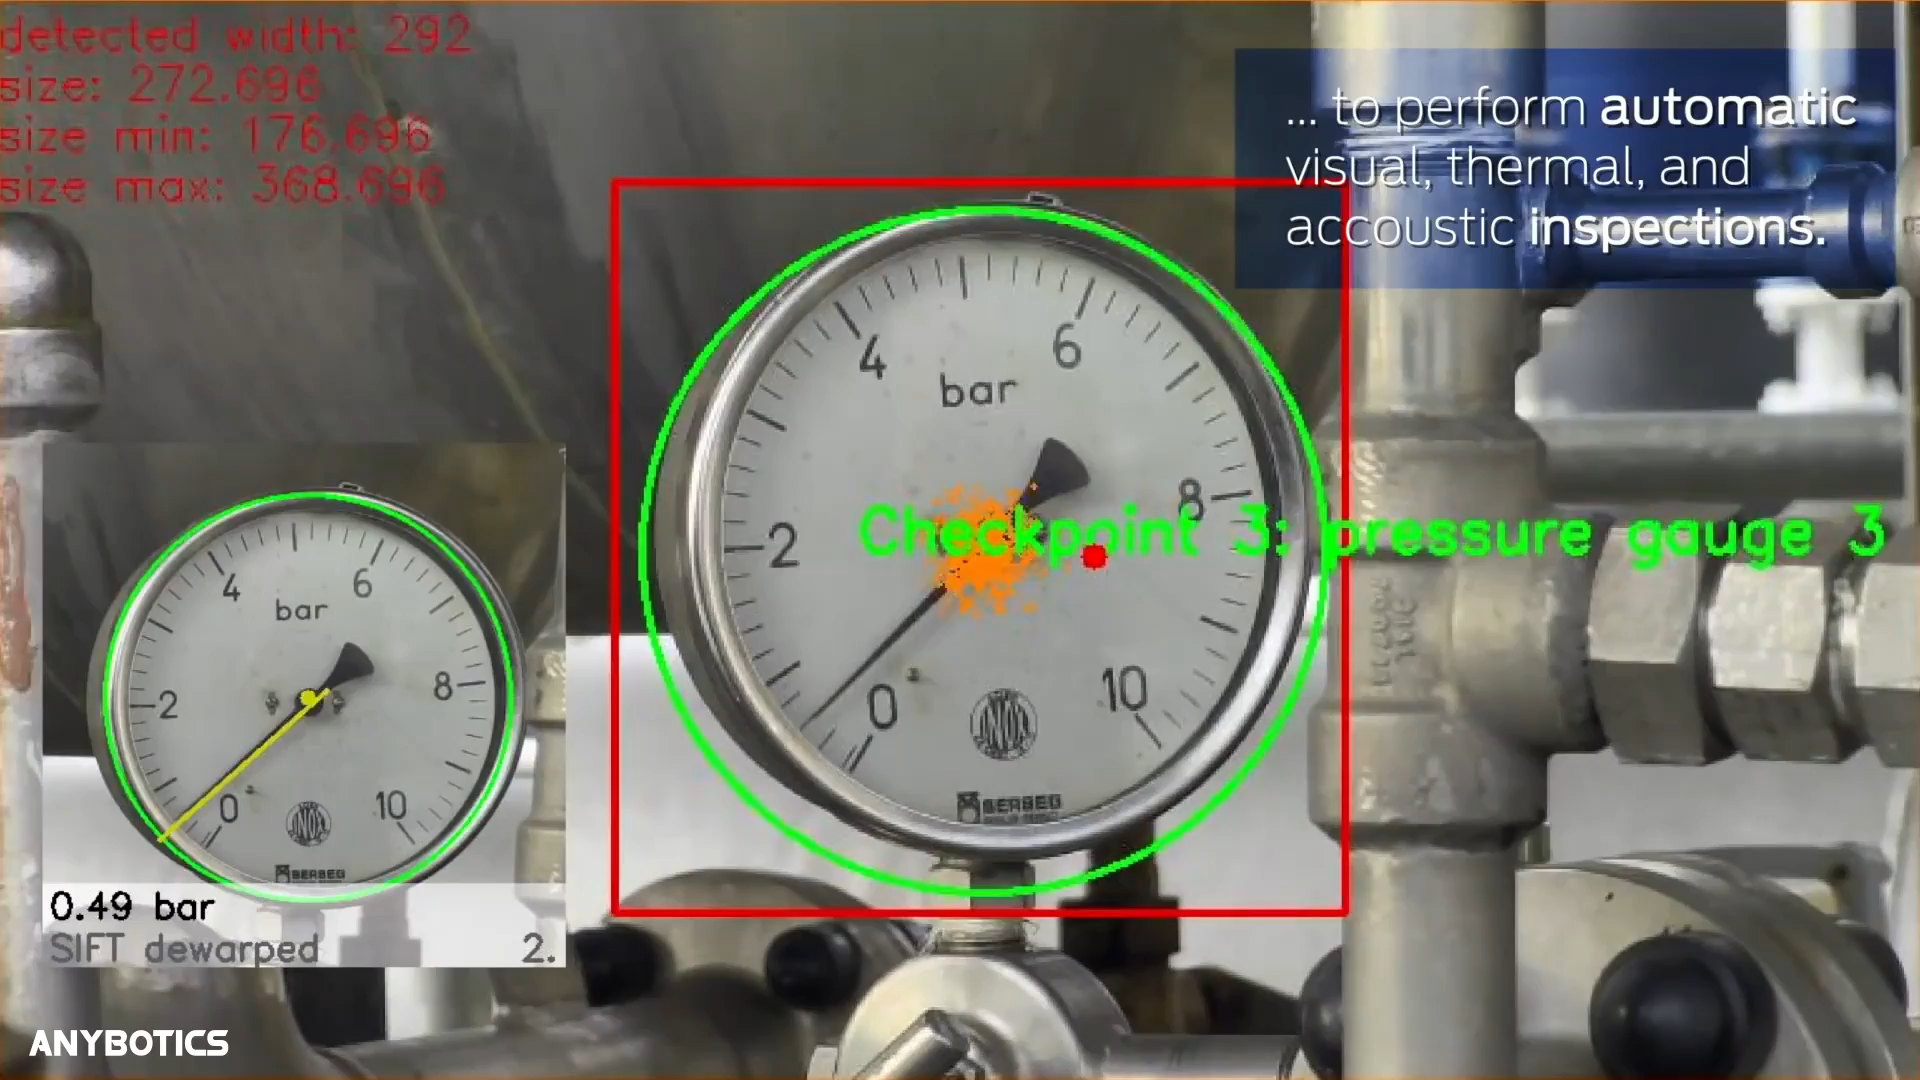 detected width: 292
size: 272.696
size min: 176.696
size max: 368.696
... to perform automatic
visual, thermal, and
accoustic inspections.
4
6
bar
8
Checkpoint 3: pressure gauge 3
2
10
0
INOX
4
6
bar
8
2
10
0
INOX
0.49 bar
SIFT dewarped 2.
ANYBOTICS